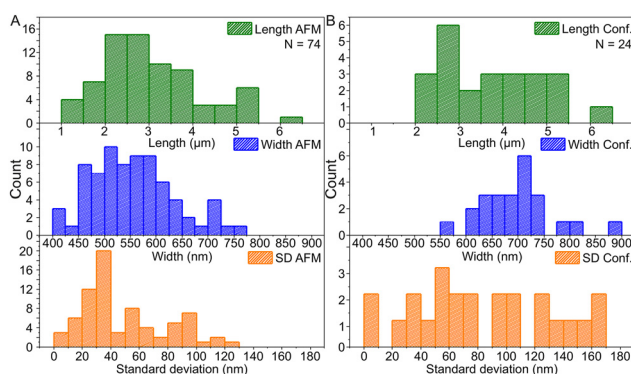 A
Length AFM
N = 74
16
12
8
4
0
1 2 3 4 5 6
Length (µm)
Width AFM
10
8
6
4
2
0
400 450 500 550 600 650 700 750 800 850 900
Width (nm)
SD AFM
20
16
12
8
4
0
0 20 40 60 80 100 120 140 160 180
Standard deviation (nm)
Count
B
Length Conf.
N = 24
6
5
4
3
2
1
0
1 2 3 4 5 6
Length (µm)
Width Conf.
6
4
2
0
400 450 500 550 600 650 700 750 800 850 900
Width (nm)
SD Conf.
3
2
1
0
0 20 40 60 80 100 120 140 160 180
Standard deviation (nm)
Count